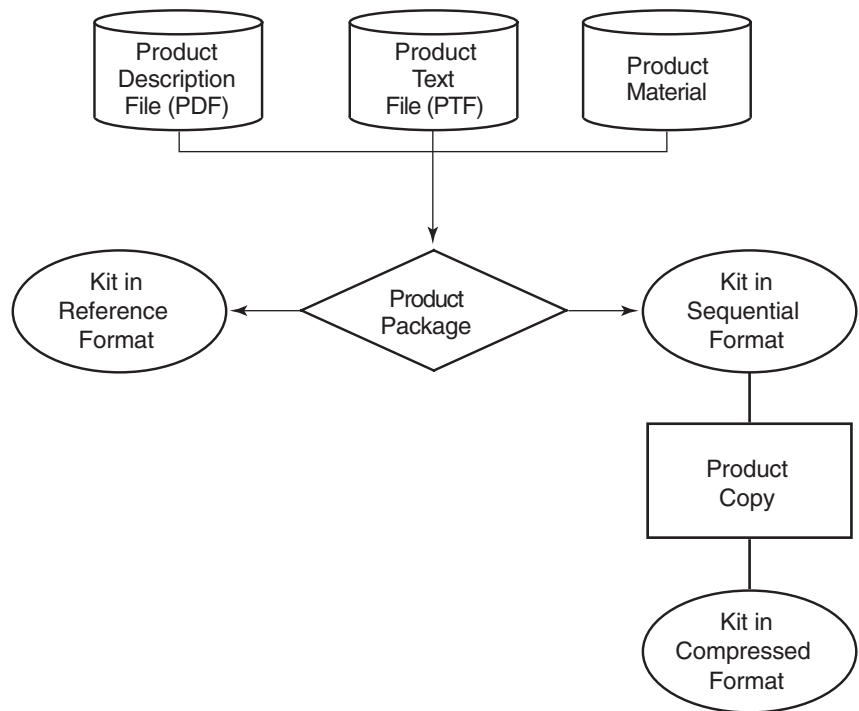 Product
Description
File (PDF)
Product
Text
File (PTF)
Product
Material
Kit in
Reference
Format
Product
Package
Kit in
Sequential
Format
Product
Copy
Kit in
Compressed
Format